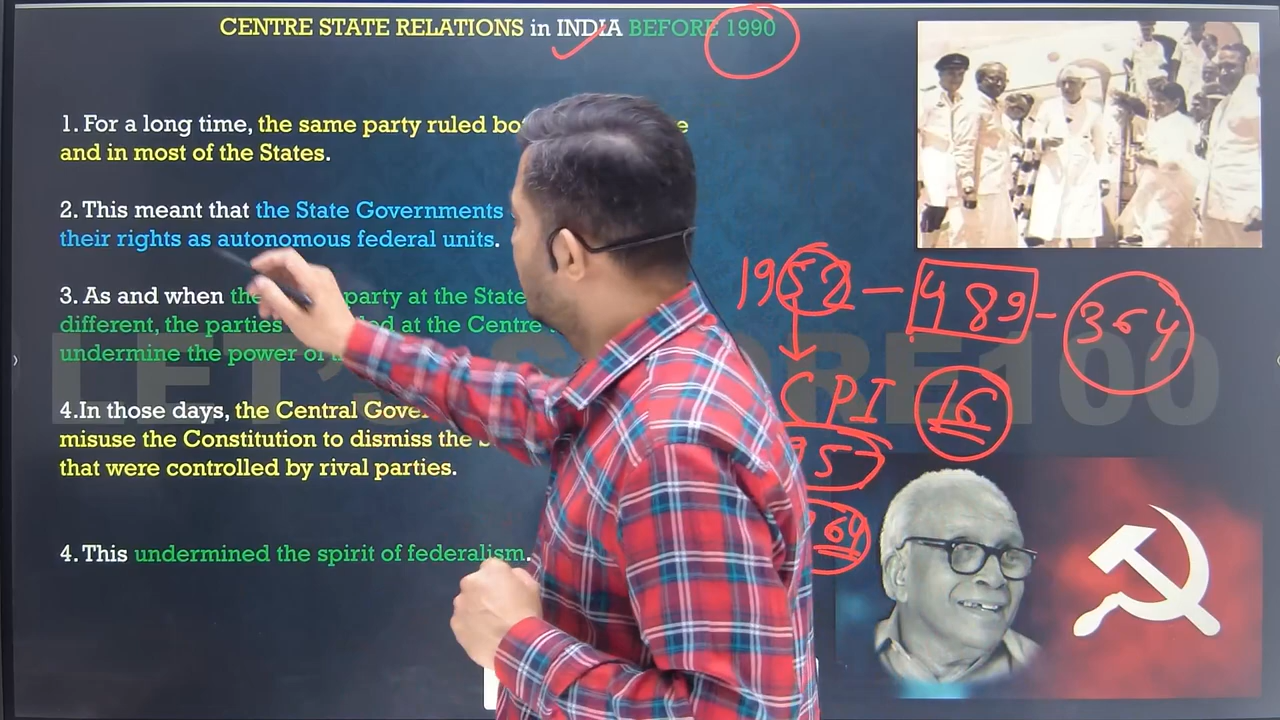 CENTRE STATE RELATIONS in INDIA BEFORE 1990
1. For a long time, the same party ruled
and in most of the States.
2. This meant that the State Governments
their rights as autonomous federal units.
3. As and when party at the State
different, the parties at the Centre
undermine the power of
4.In those days, the Central
misuse the Constitution to dismiss the
that were controlled by rival parties.
4. This undermined the spirit of federalism.
489 - 364
CPI 16
57
64